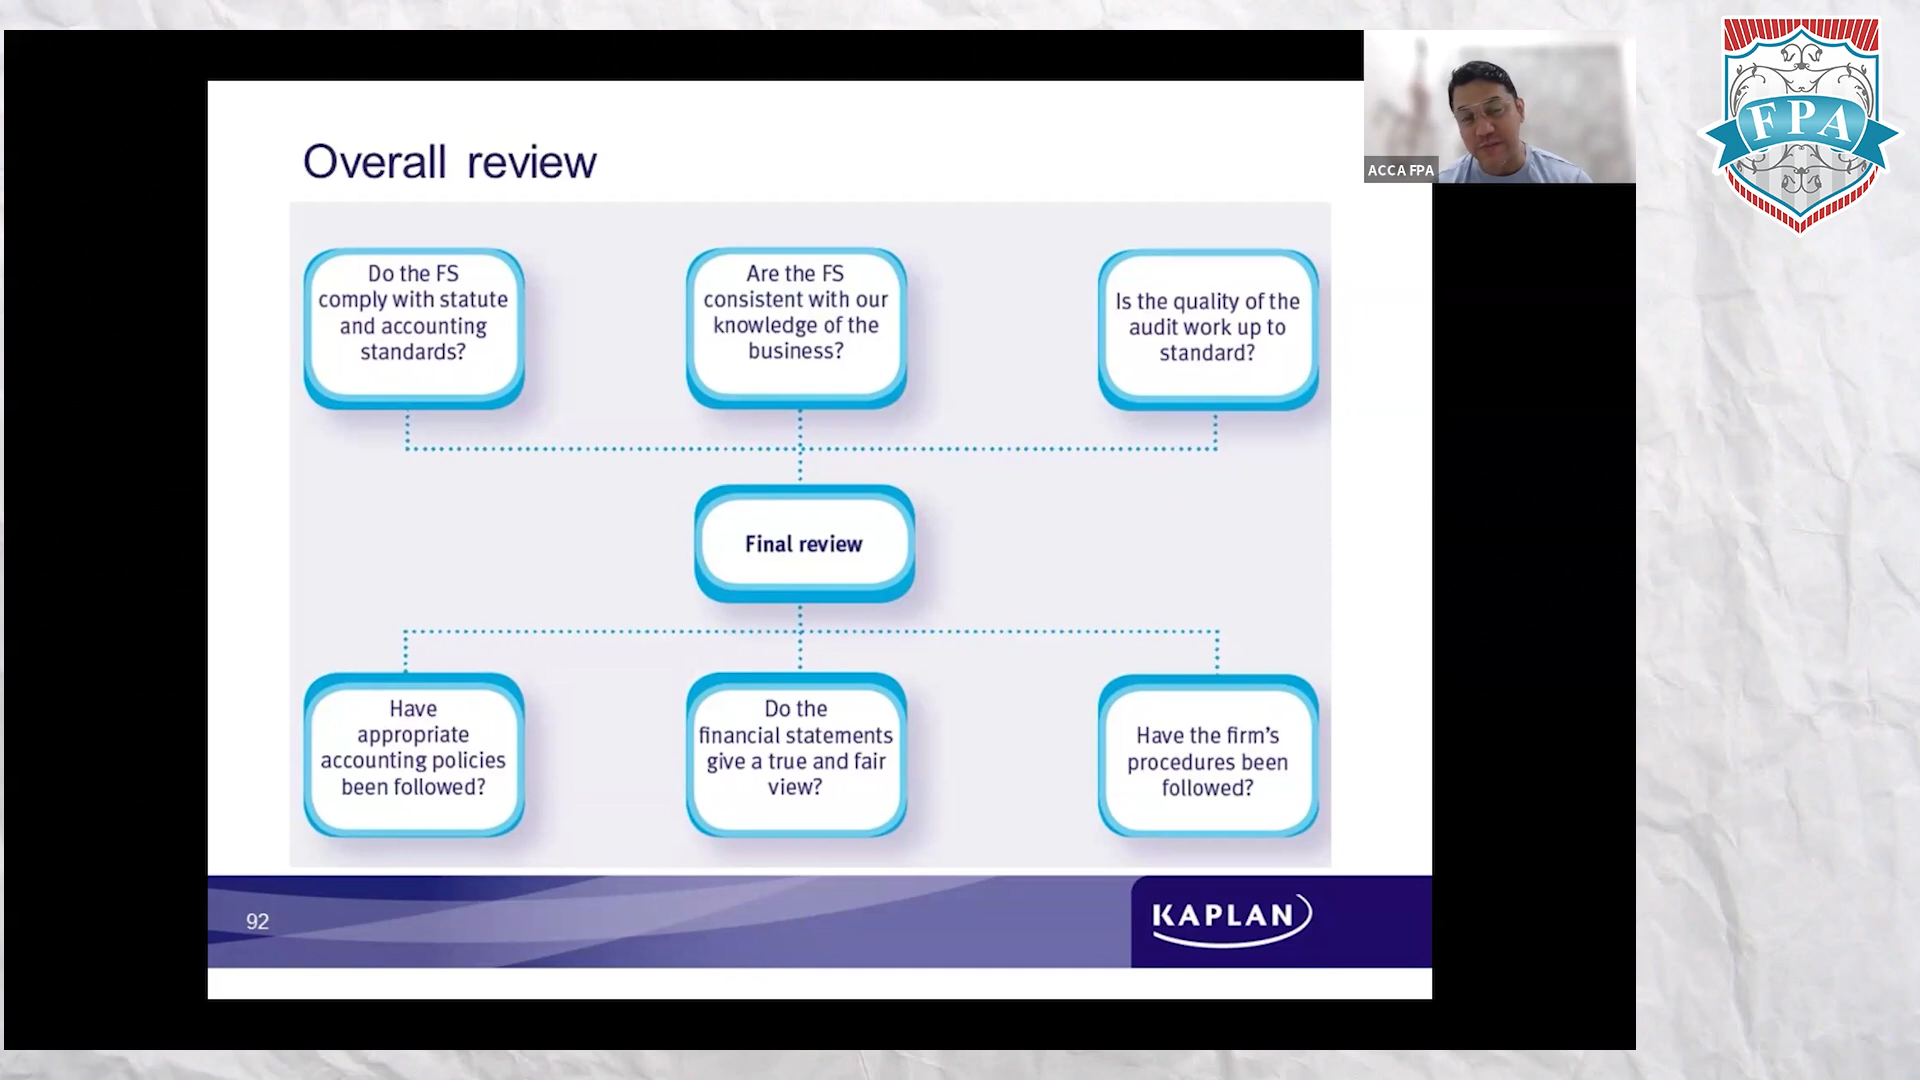 Overall review
Do the FS
comply with statute
and accounting
standards?
Are the FS
consistent with our
knowledge of the
business?
Is the quality of the
audit work up to
standard?
Final review
Have
appropriate
accounting policies
been followed?
Do the
financial statements
give a true and fair
view?
Have the firm's
procedures been
followed?
92
KAPLAN
ACCA FPA
FPA